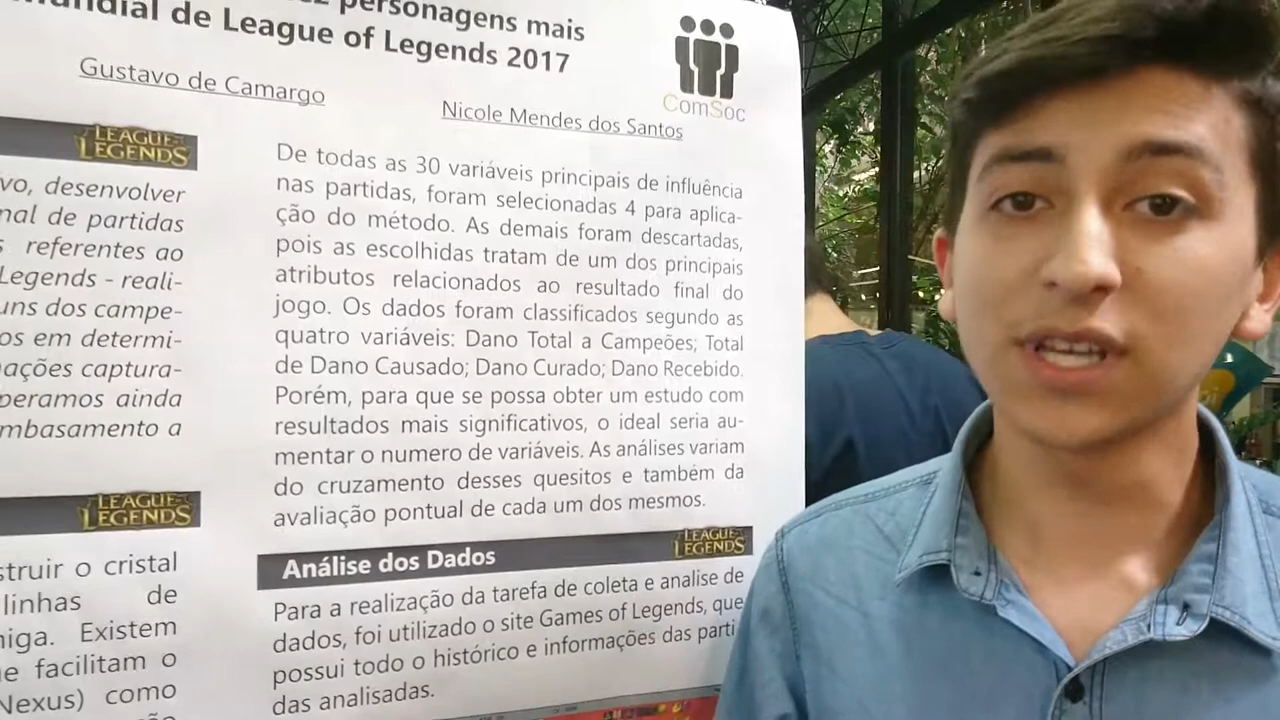 personagens mais
de League of Legends 2017
ComSoc
Gustavo de Camargo
Nicole Mendes dos Santos
LEAGUE OF LEGENDS
vo, desenvolver
nal de partidas
s referentes ao
Legends - reali-
uns dos campe-
os em determi-
ações captura-
peramos ainda
mbasamento a
LEAGUE OF LEGENDS
struir o cristal
linhas de
niga. Existem
e facilitam o
Nexus) como
De todas as 30 variáveis principais de influência
nas partidas, foram selecionadas 4 para aplica-
ção do método. As demais foram descartadas,
pois as escolhidas tratam de um dos principais
atributos relacionados ao resultado final do
jogo. Os dados foram classificados segundo as
quatro variáveis: Dano Total a Campeões; Total
de Dano Causado; Dano Curado; Dano Recebido.
Porém, para que se possa obter um estudo com
resultados mais significativos, o ideal seria au-
mentar o numero de variáveis. As análises variam
do cruzamento desses quesitos e também da
avaliação pontual de cada um dos mesmos.
Análise dos Dados
LEAGUE OF LEGENDS
Para a realização da tarefa de coleta e analise de
dados, foi utilizado o site Games of Legends, que
possui todo o histórico e informações das parti
das analisadas.